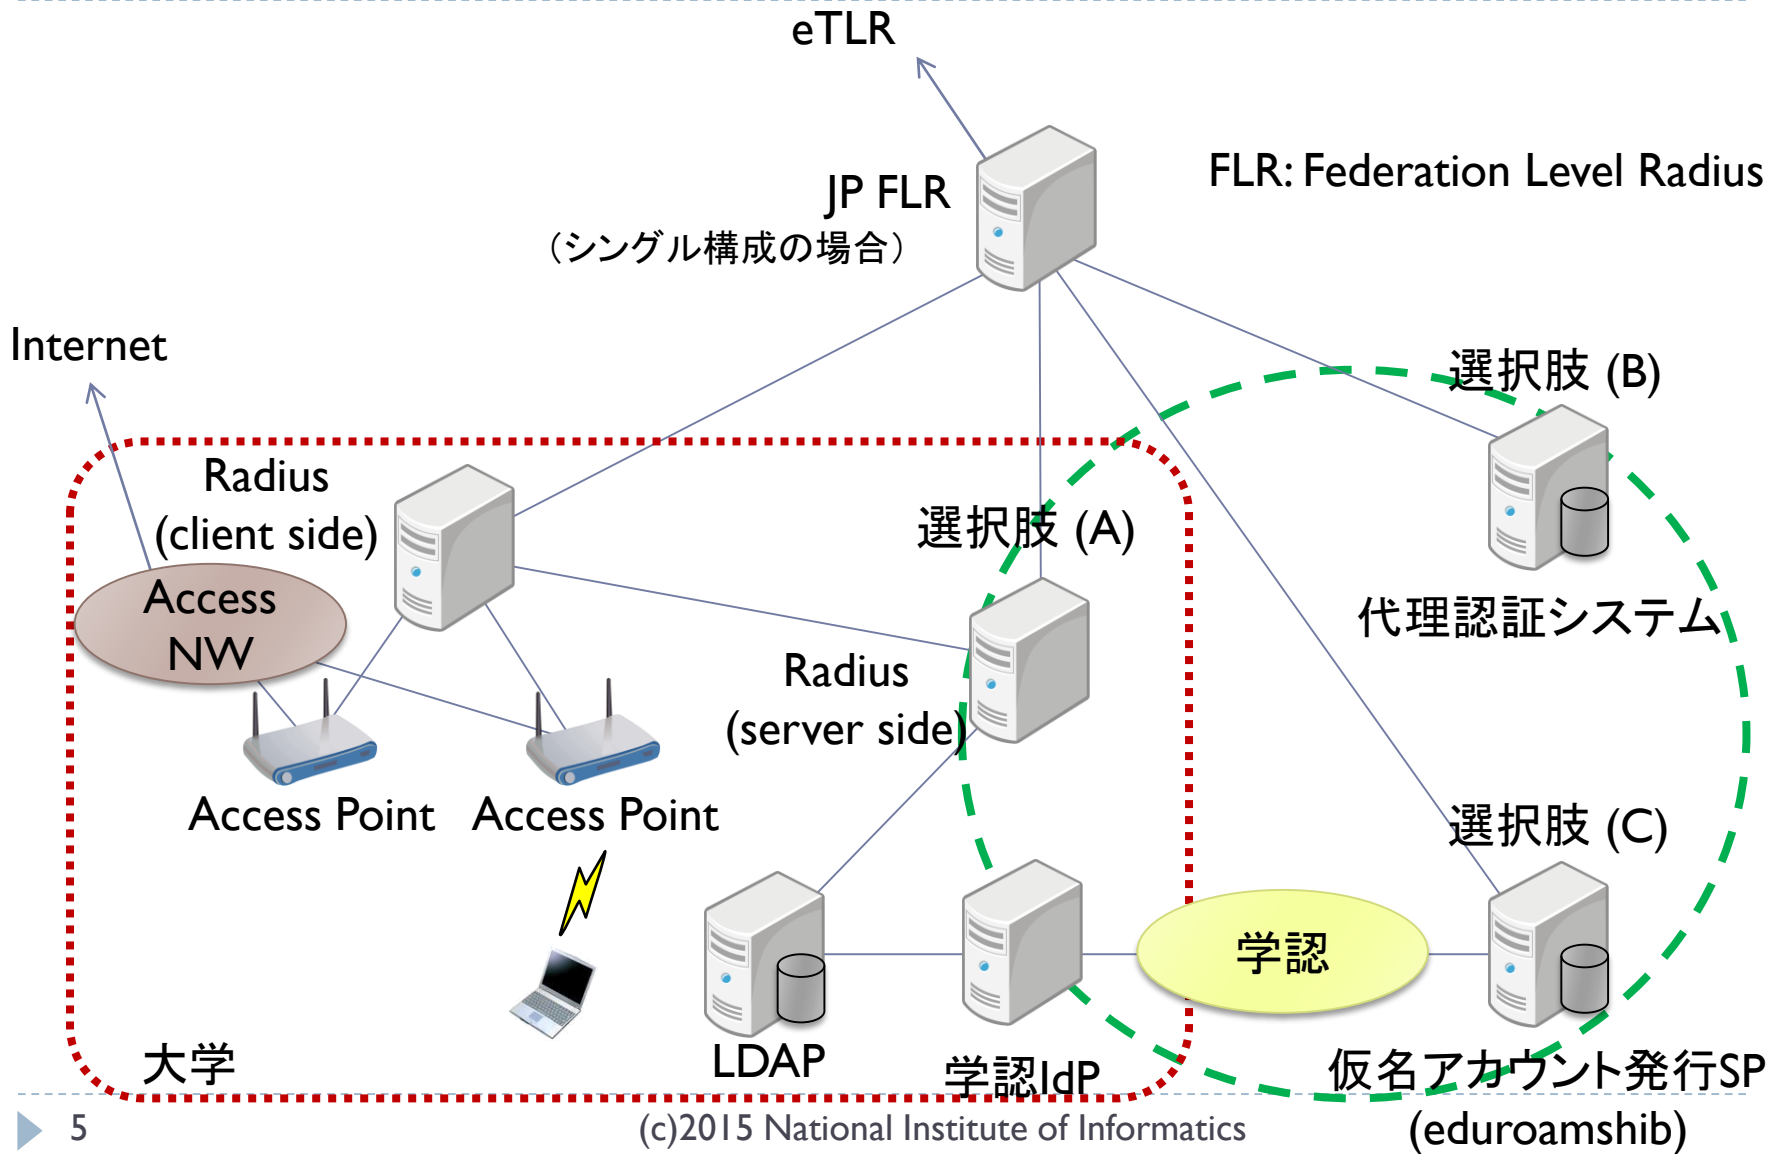 eTLR
JP FLR
（シングル構成の場合）
FLR: Federation Level Radius
Internet
選択肢 (B)
Radius
(client side)
選択肢 (A)
Access
NW
代理認証システム
Radius
(server side)
Access Point
Access Point
選択肢 (C)
学認
大学
LDAP
学認IdP
仮名アカウント発行SP
(eduroamshib)
5
(c)2015 National Institute of Informatics